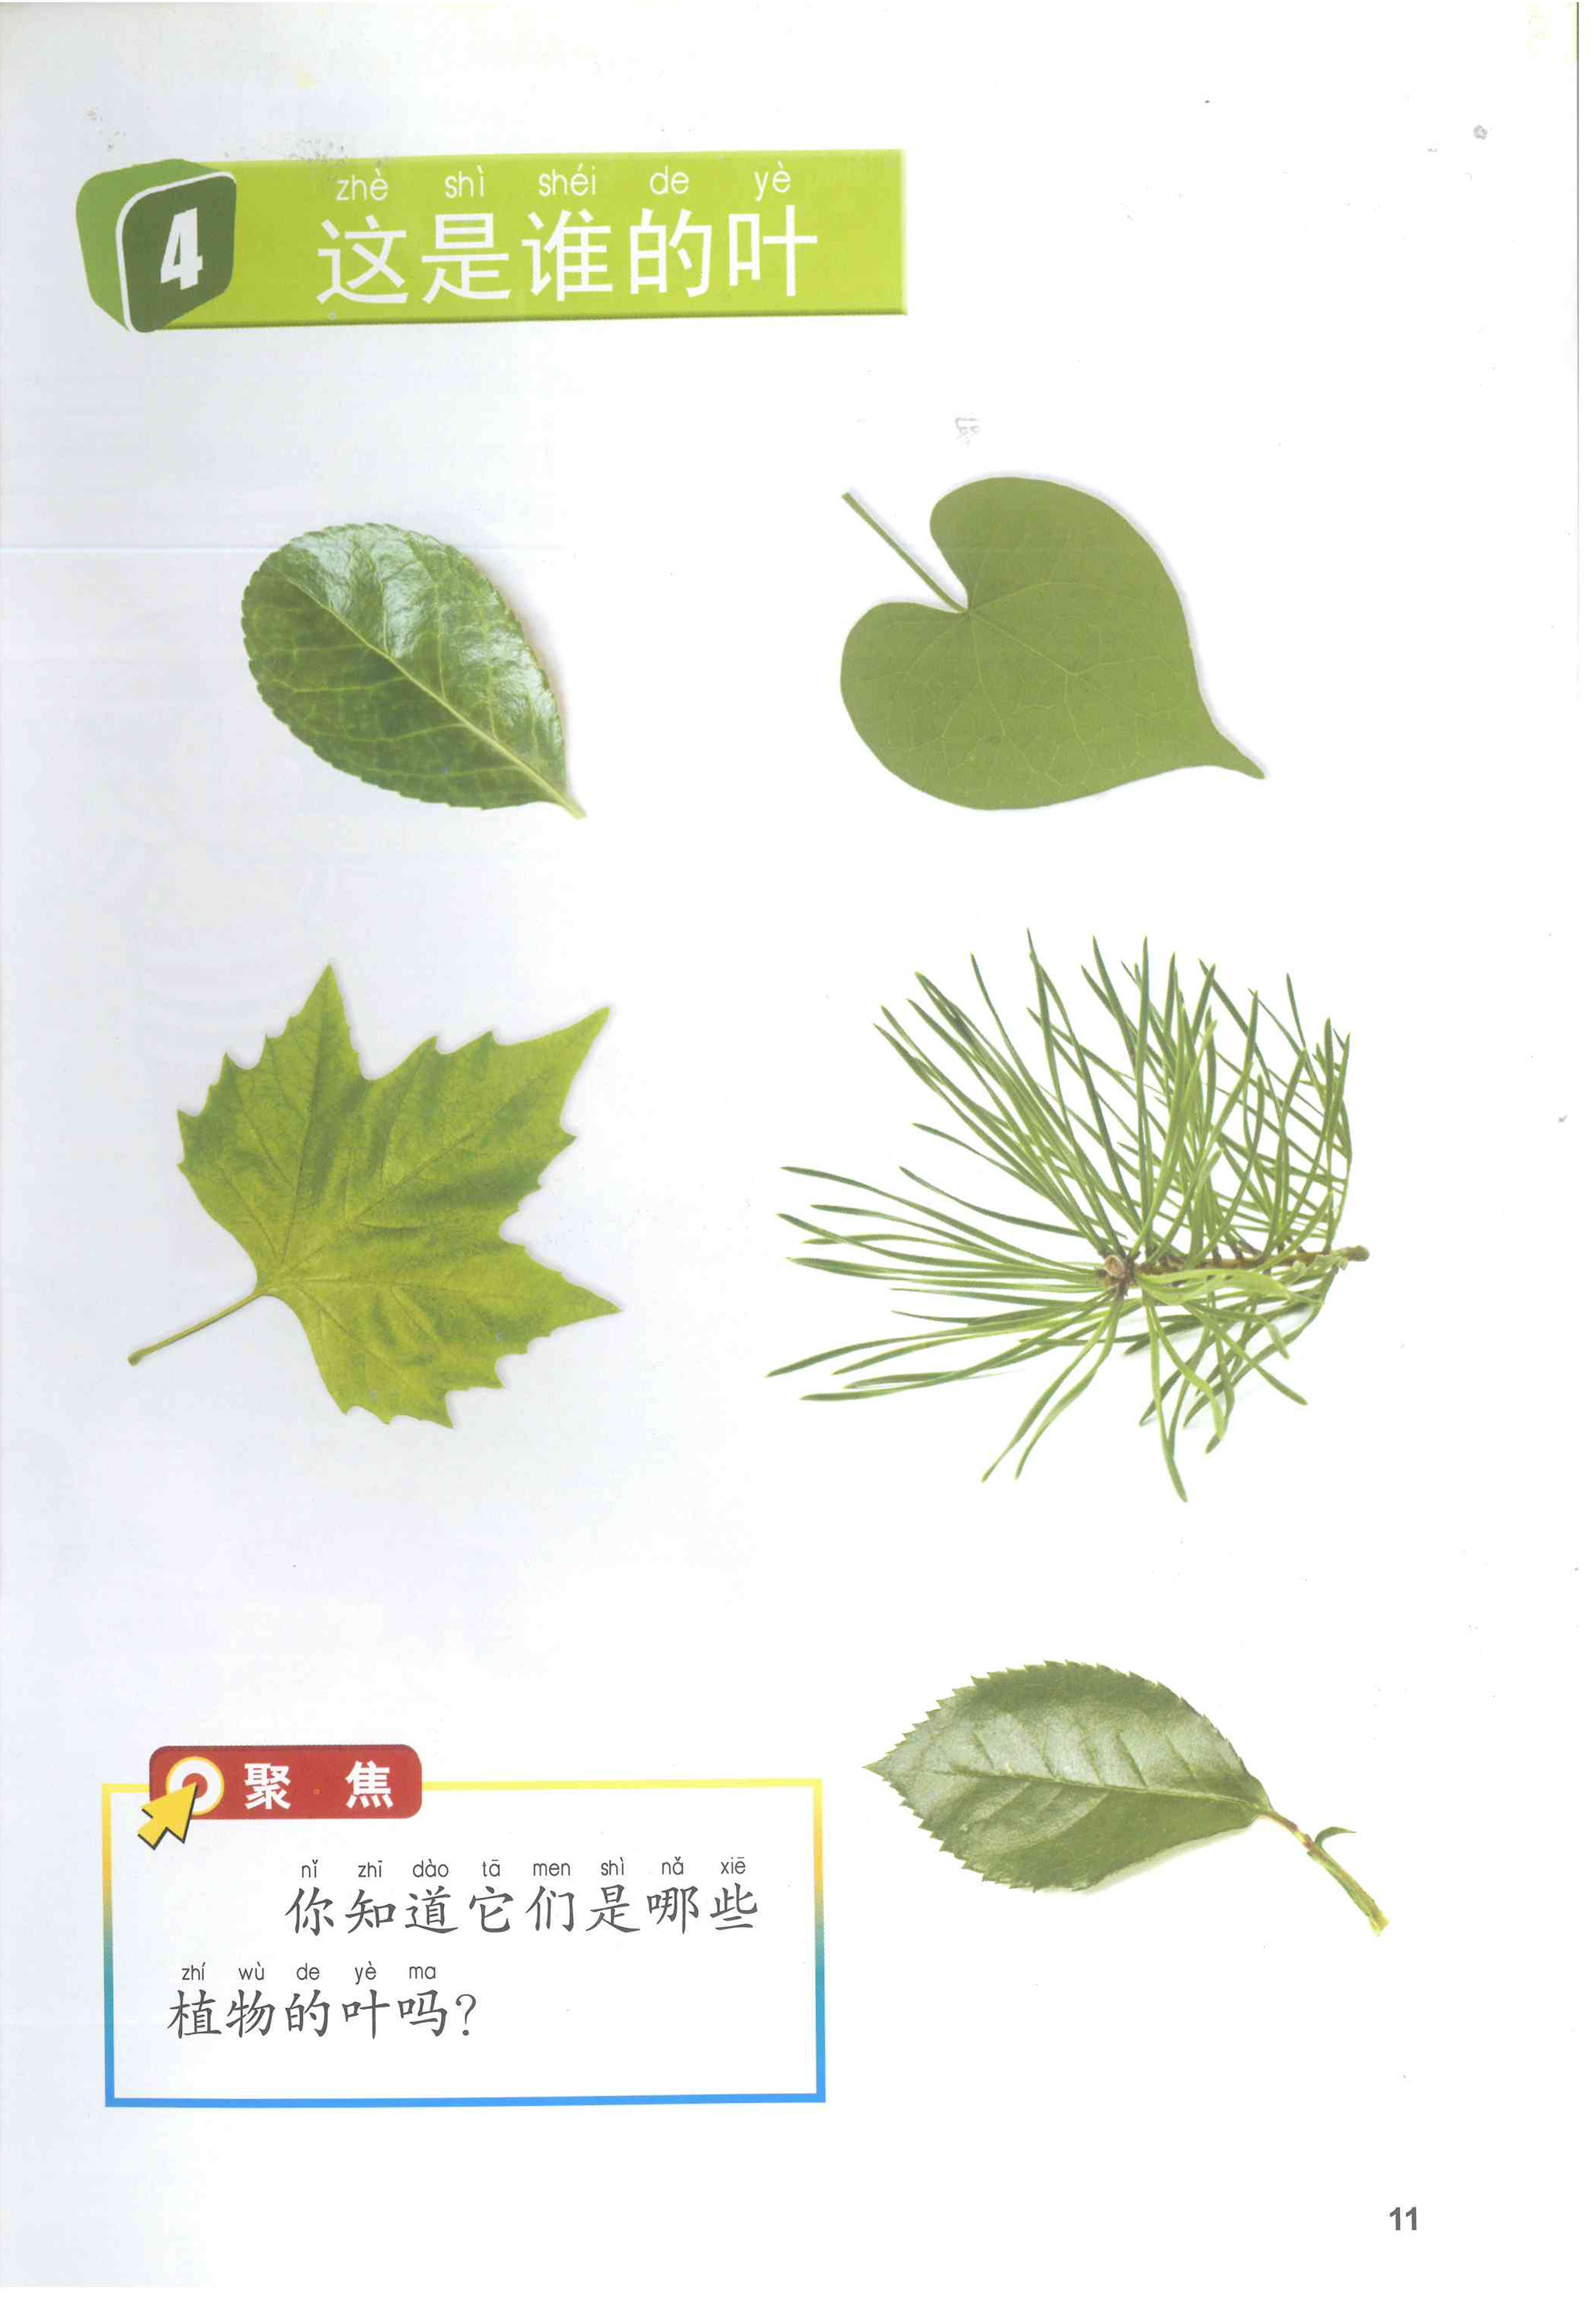 4
zhè shì shéi de yè
这是谁的叶
聚焦
nǐ zhī dào tā men shì nǎ xiē
你知道它们是哪些
zhí wù de yè ma
植物的叶吗？
11